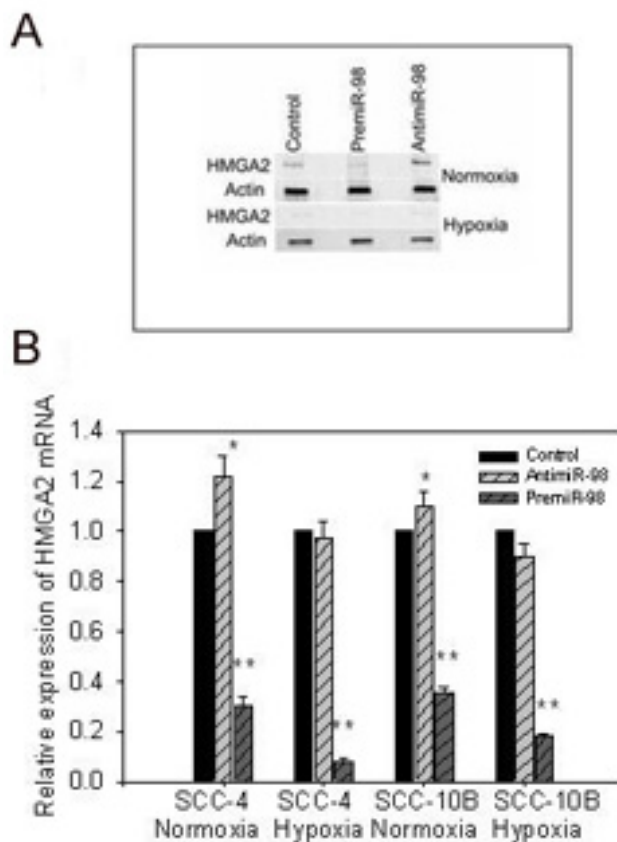 A
Control
PremiR-98
AntimiR-98
HMGA2
Actin
Normoxia
HMGA2
Actin
Hypoxia
B
Relative expression of HMGA2 mRNA
1.4
1.2
1.0
0.8
0.6
0.4
0.2
0.0
*
**
**
*
**
**
Control
AntimiR-98
PremiR-98
SCC-4 SCC-4 SCC-10B SCC-10B
Normoxia Hypoxia Normoxia Hypoxia